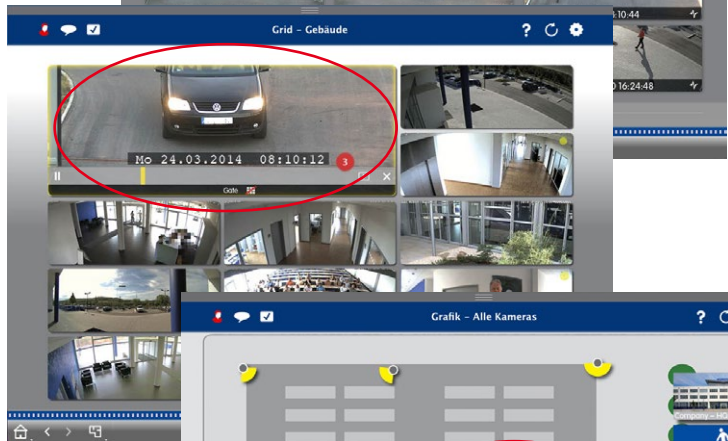 10:44
16:24:48
Grid – Gebäude
?
Mo 24.03.2014 08:10:12
3
Gate
Grafik – Alle Kameras
?
Company – HQ